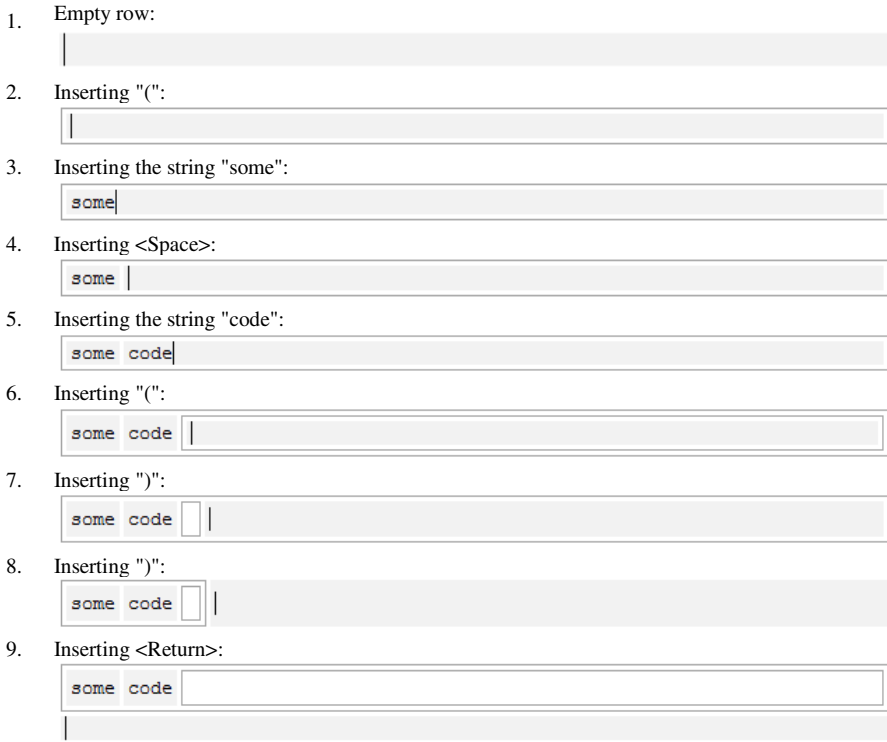 1. Empty row:
2. Inserting "(":
3. Inserting the string "some":
some
4. Inserting <Space>:
some
5. Inserting the string "code":
some code
6. Inserting "(":
some code
7. Inserting ")":
some code
8. Inserting ")":
some code
9. Inserting <Return>:
some code